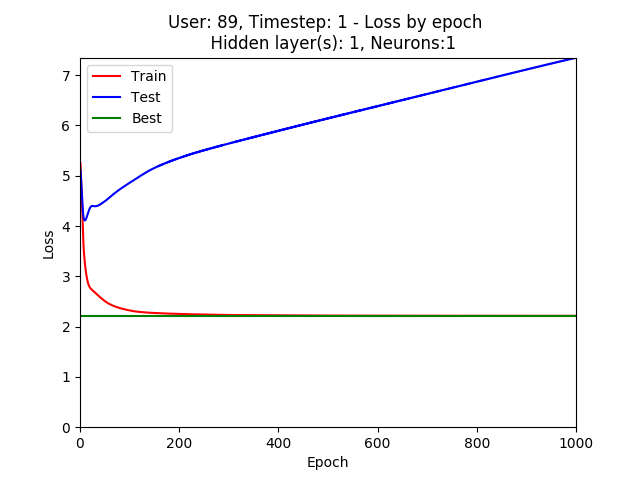 User: 89, Timestep: 1 - Loss by epoch
Hidden layer(s): 1, Neurons:1
Train
Test
Best
7
6
5
4
3
2
1
0
Loss
0
200
400
600
800
1000
Epoch